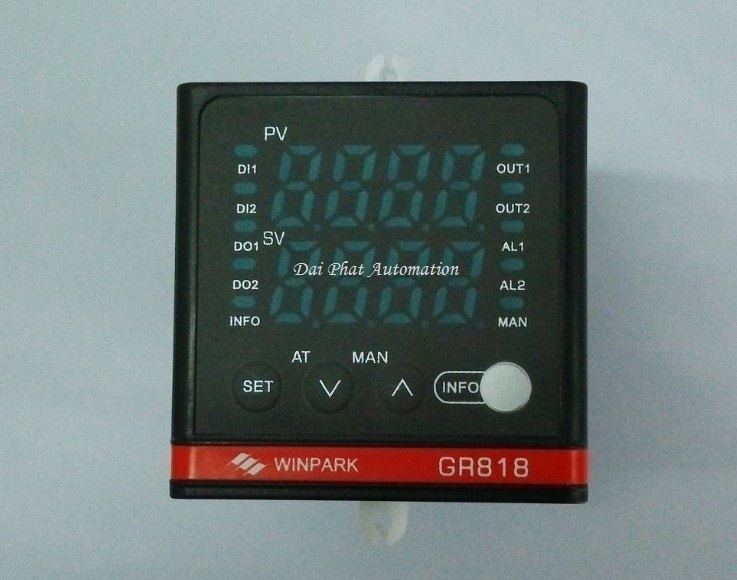 PV
DI1
OUT1
DI2
OUT2
SV
DO1
AL1
Dai Phat Automation
DO2
AL2
INFO
MAN
AT MAN
SET
INFO
WINPARK GR818